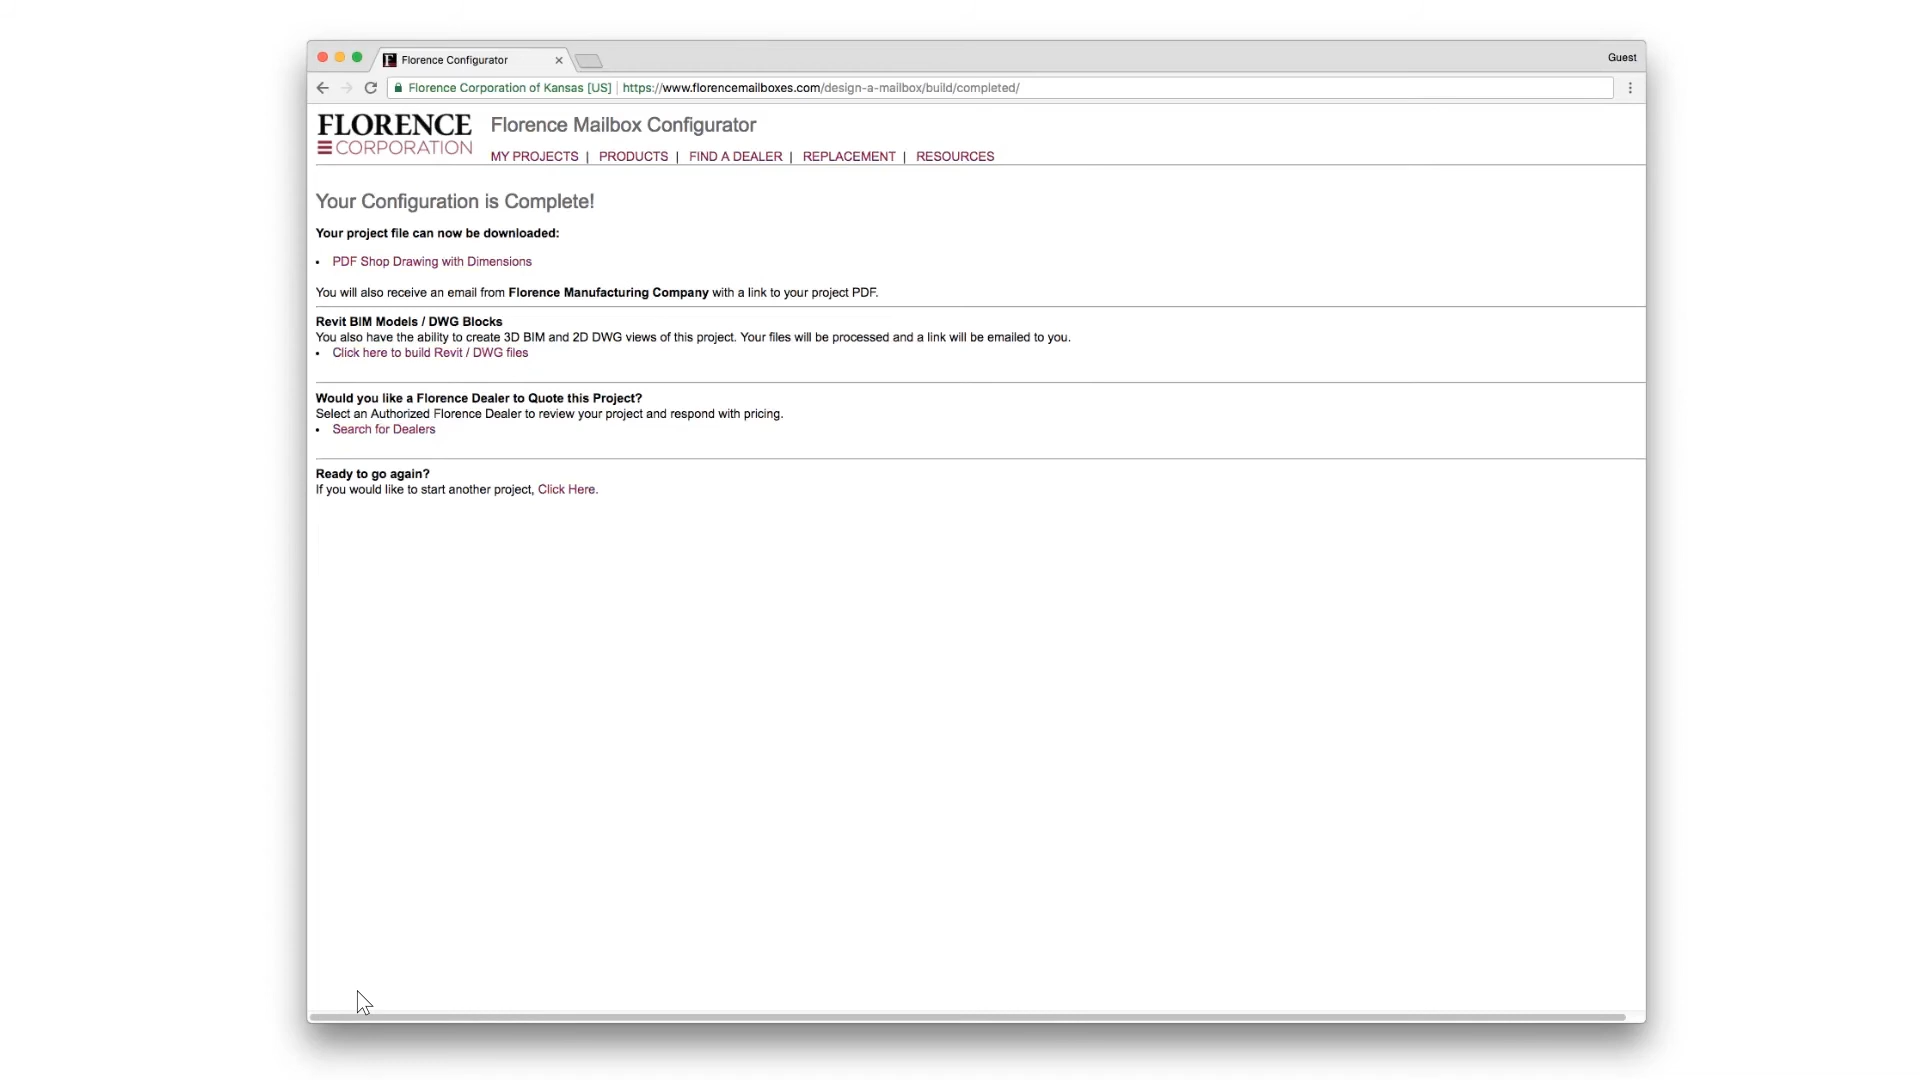 Florence Configurator
Guest
Florence Corporation of Kansas [US] https://www.florencemailboxes.com/design-a-mailbox/build/completed/
FLORENCE
CORPORATION
Florence Mailbox Configurator
MY PROJECTS | PRODUCTS | FIND A DEALER | REPLACEMENT | RESOURCES
Your Configuration is Complete!
Your project file can now be downloaded:
• PDF Shop Drawing with Dimensions
You will also receive an email from Florence Manufacturing Company with a link to your project PDF.
Revit BIM Models / DWG Blocks
You also have the ability to create 3D BIM and 2D DWG views of this project. Your files will be processed and a link will be emailed to you.
• Click here to build Revit / DWG files
Would you like a Florence Dealer to Quote this Project?
Select an Authorized Florence Dealer to review your project and respond with pricing.
• Search for Dealers
Ready to go again?
If you would like to start another project, Click Here.